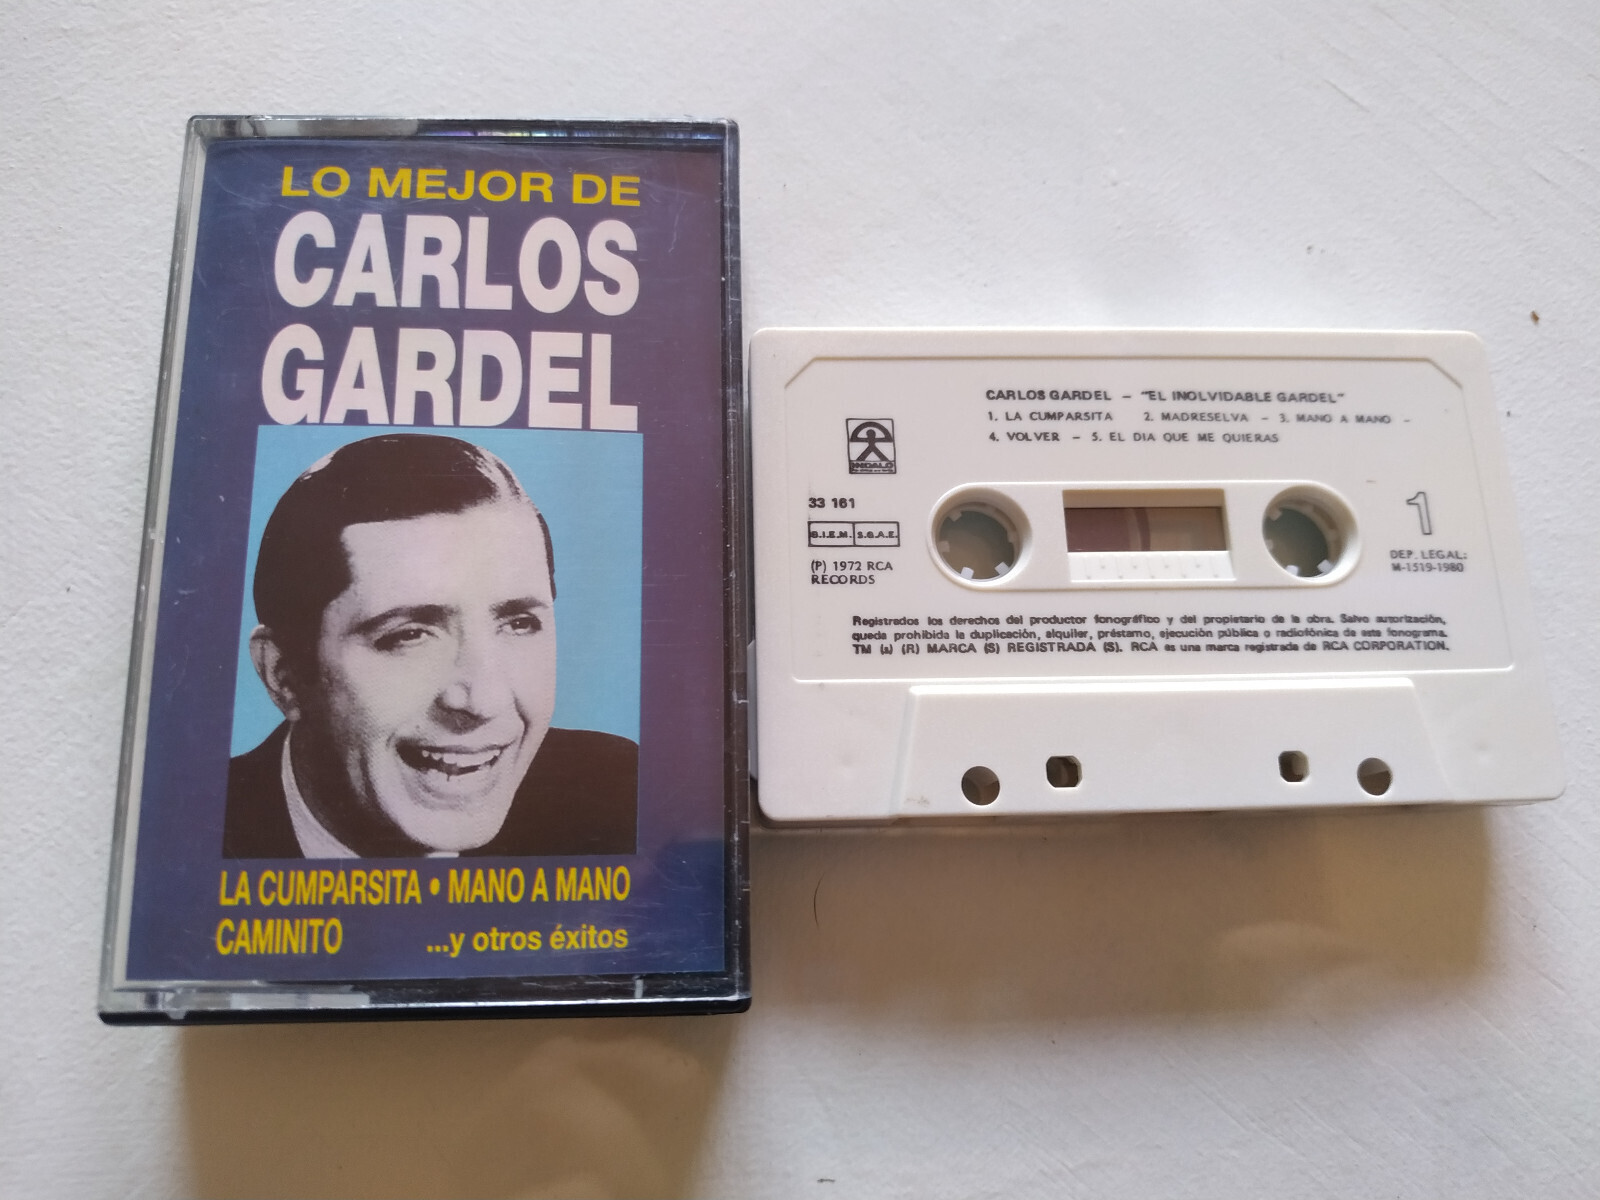 LO MEJOR DE
CARLOS
GARDEL
LA CUMPARSITA • MANO A MANO
CAMINITO ...y otros éxitos
CARLOS GARDEL – "EL INOLVIDABLE GARDEL"
1. LA CUMPARSITA 2. MADRESELVA – 3. MANO A MANO –
4. VOLVER – 5. EL DIA QUE ME QUIERAS
INDALO
33 161
B.I.E.M. S.G.A.E.
(P) 1972 RCA
RECORDS
1
DEP. LEGAL:
M-1519-1980
Registrados los derechos del productor fonográfico y del propietario de la obra. Salvo autorización,
queda prohibida la duplicación, alquiler, préstamo, ejecución pública o radiofónica de este fonograma.
TM (s) (R) MARCA (S) REGISTRADA (S). RCA es una marca registrada de RCA CORPORATION.